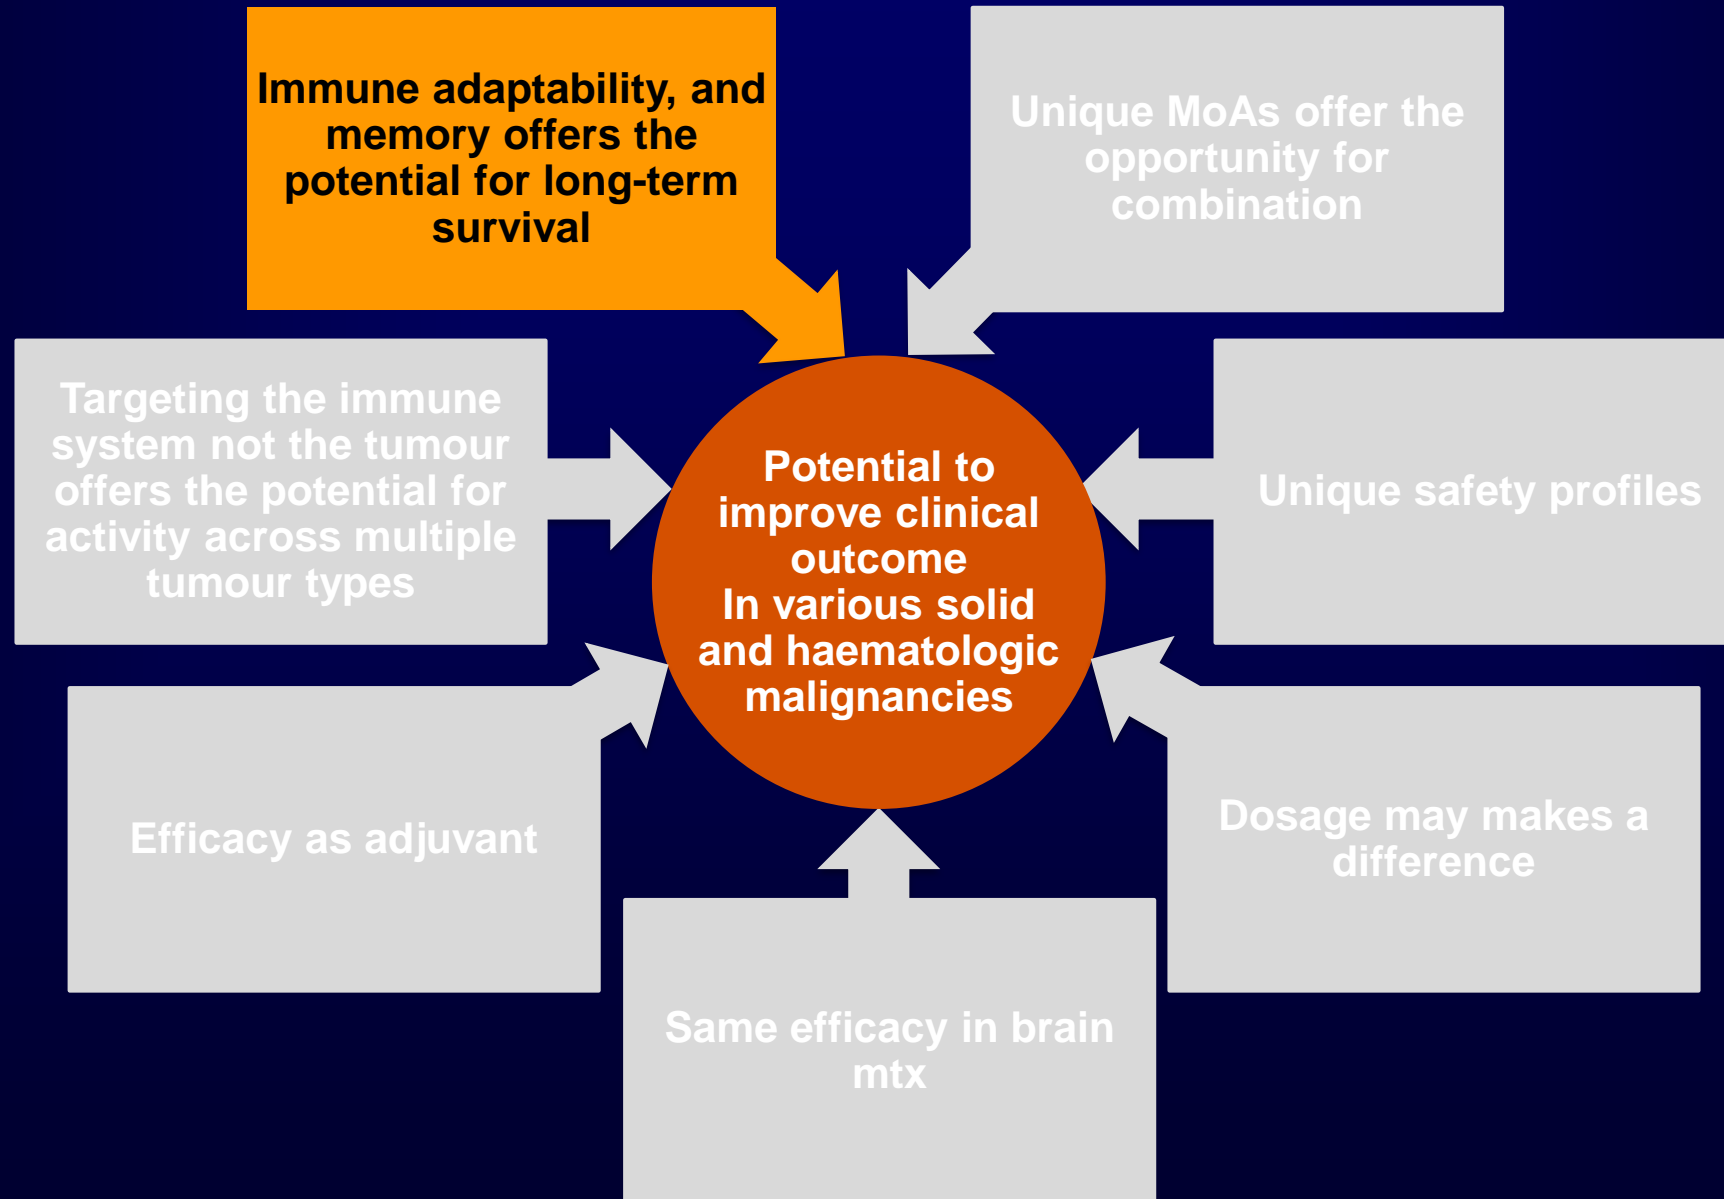 Immune adaptability, and
memory offers the
potential for long-term
survival
Unique MoAs offer the
opportunity for
combination
Targeting the immune
system not the tumour
offers the potential for
activity across multiple
tumour types
Potential to
improve clinical
outcome
In various solid
and haematologic
malignancies
Unique safety profiles
Efficacy as adjuvant
Dosage may makes a
difference
Same efficacy in brain
mtx